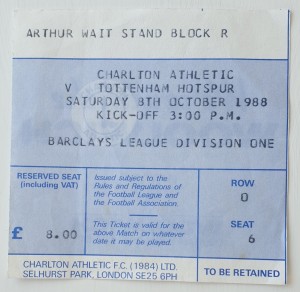 ARTHUR WAIT STAND BLOCK R
CHARLTON ATHLETIC
V TOTTENHAM HOTSPUR
SATURDAY 8TH OCTOBER 1988
KICK-OFF 3:00 P.M.
BARCLAYS LEAGUE DIVISION ONE
RESERVED SEAT
(including VAT)
£ 8.00
Issued subject to the
Rules and Regulations of
the Football League and
the Football Association.
This Ticket is valid for
the above Match on whatever
date it may be played.
ROW
O
SEAT
6
CHARLTON ATHLETIC F.C. (1984) LTD.
SELHURST PARK, LONDON SE25 6PH
TO BE RETAINED